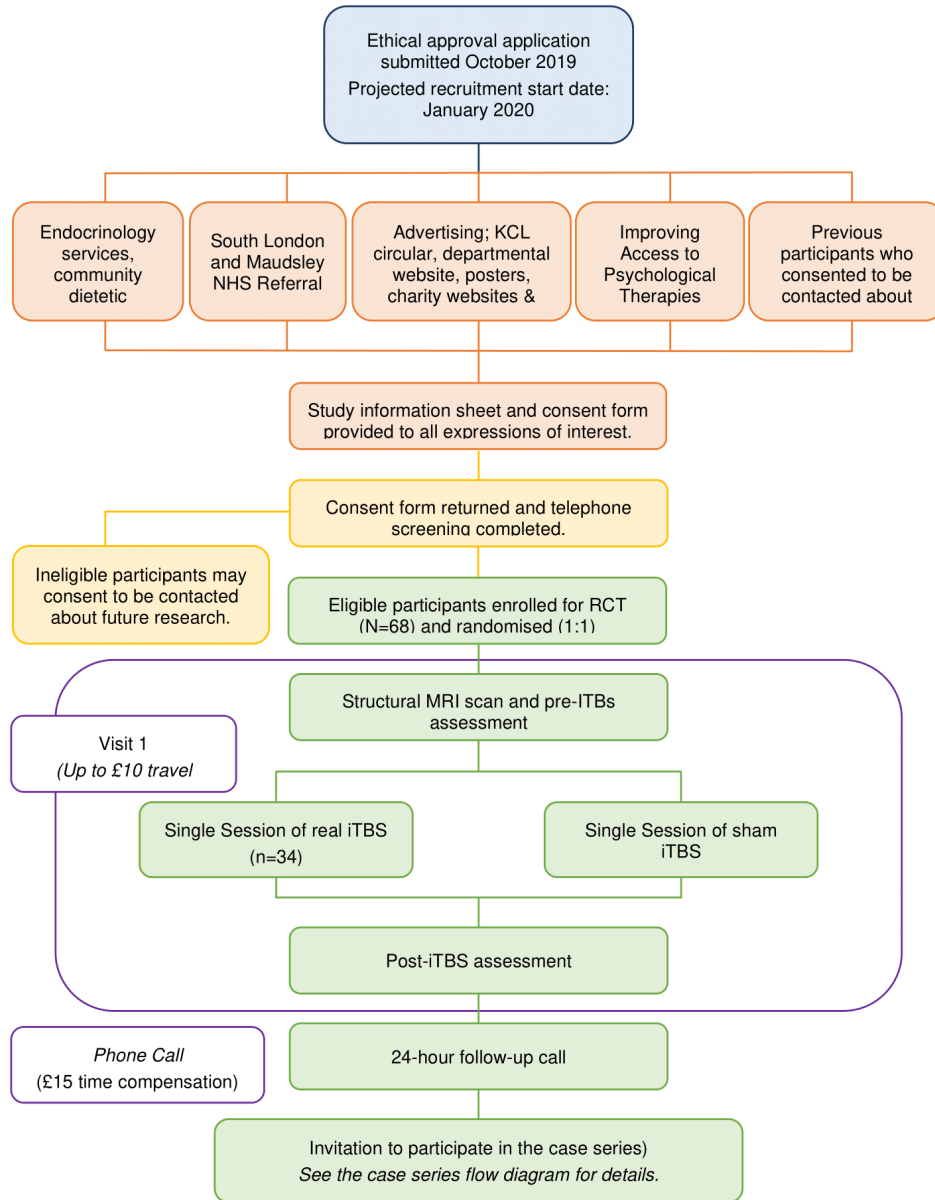 Ethical approval application
submitted October 2019
Projected recruitment start date:
January 2020
Endocrinology
services,
community
dietetic
South London
and Maudsley
NHS Referral
Advertising; KCL
circular, departmental
website, posters,
charity websites &
Improving
Access to
Psychological
Therapies
Previous
participants who
consented to be
contacted about
Study information sheet and consent form
provided to all expressions of interest.
Consent form returned and telephone
screening completed.
Ineligible participants may
consent to be contacted
about future research.
Eligible participants enrolled for RCT
(N=68) and randomised (1:1)
Structural MRI scan and pre-ITBs
assessment
Visit 1
(Up to £10 travel
Single Session of real iTBS
(n=34)
Single Session of sham
iTBS
Post-iTBS assessment
Phone Call
(£15 time compensation)
24-hour follow-up call
Invitation to participate in the case series)
See the case series flow diagram for details.